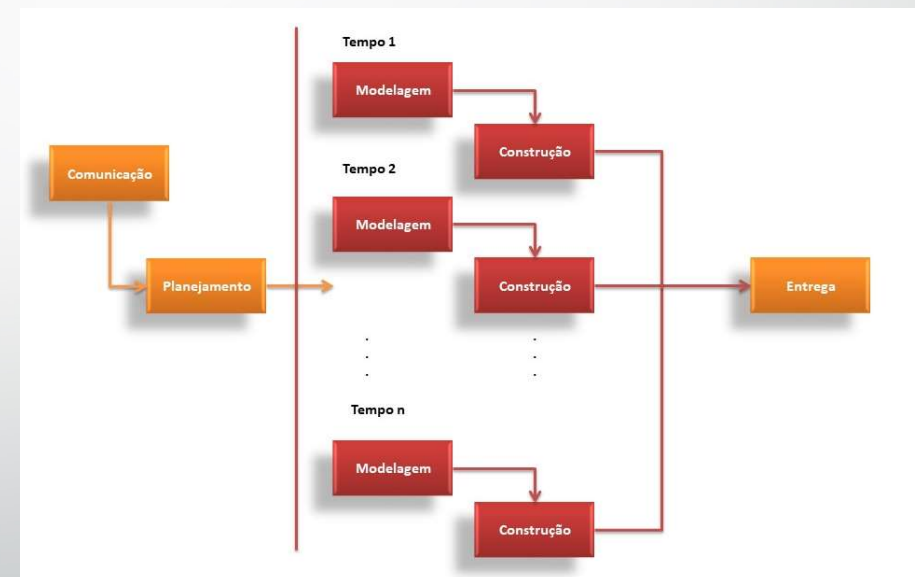 Tempo 1
Modelagem
Construção
Comunicação
Tempo 2
Modelagem
Planejamento
Construção
Entrega
Tempo n
Modelagem
Construção